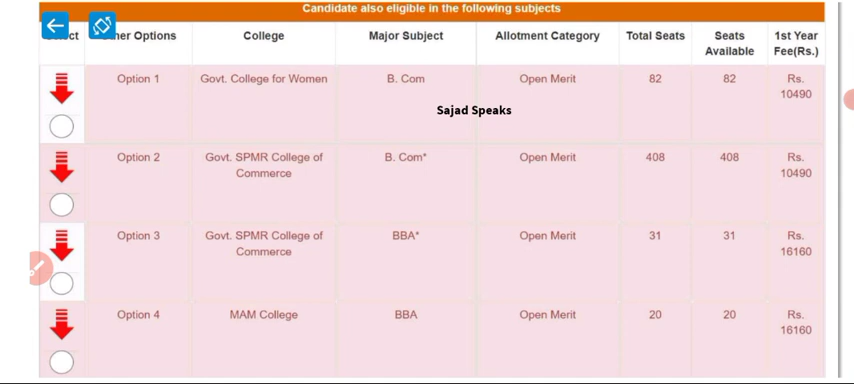 Candidate also eligible in the following subjects
Other Options College Major Subject Allotment Category Total Seats Seats Available 1st Year Fee(Rs.)
Option 1 Govt. College for Women B. Com Open Merit 82 82 Rs. 10490
Sajad Speaks
Option 2 Govt. SPMR College of Commerce B. Com* Open Merit 408 408 Rs. 10490
Option 3 Govt. SPMR College of Commerce BBA* Open Merit 31 31 Rs. 16160
Option 4 MAM College BBA Open Merit 20 20 Rs. 16160